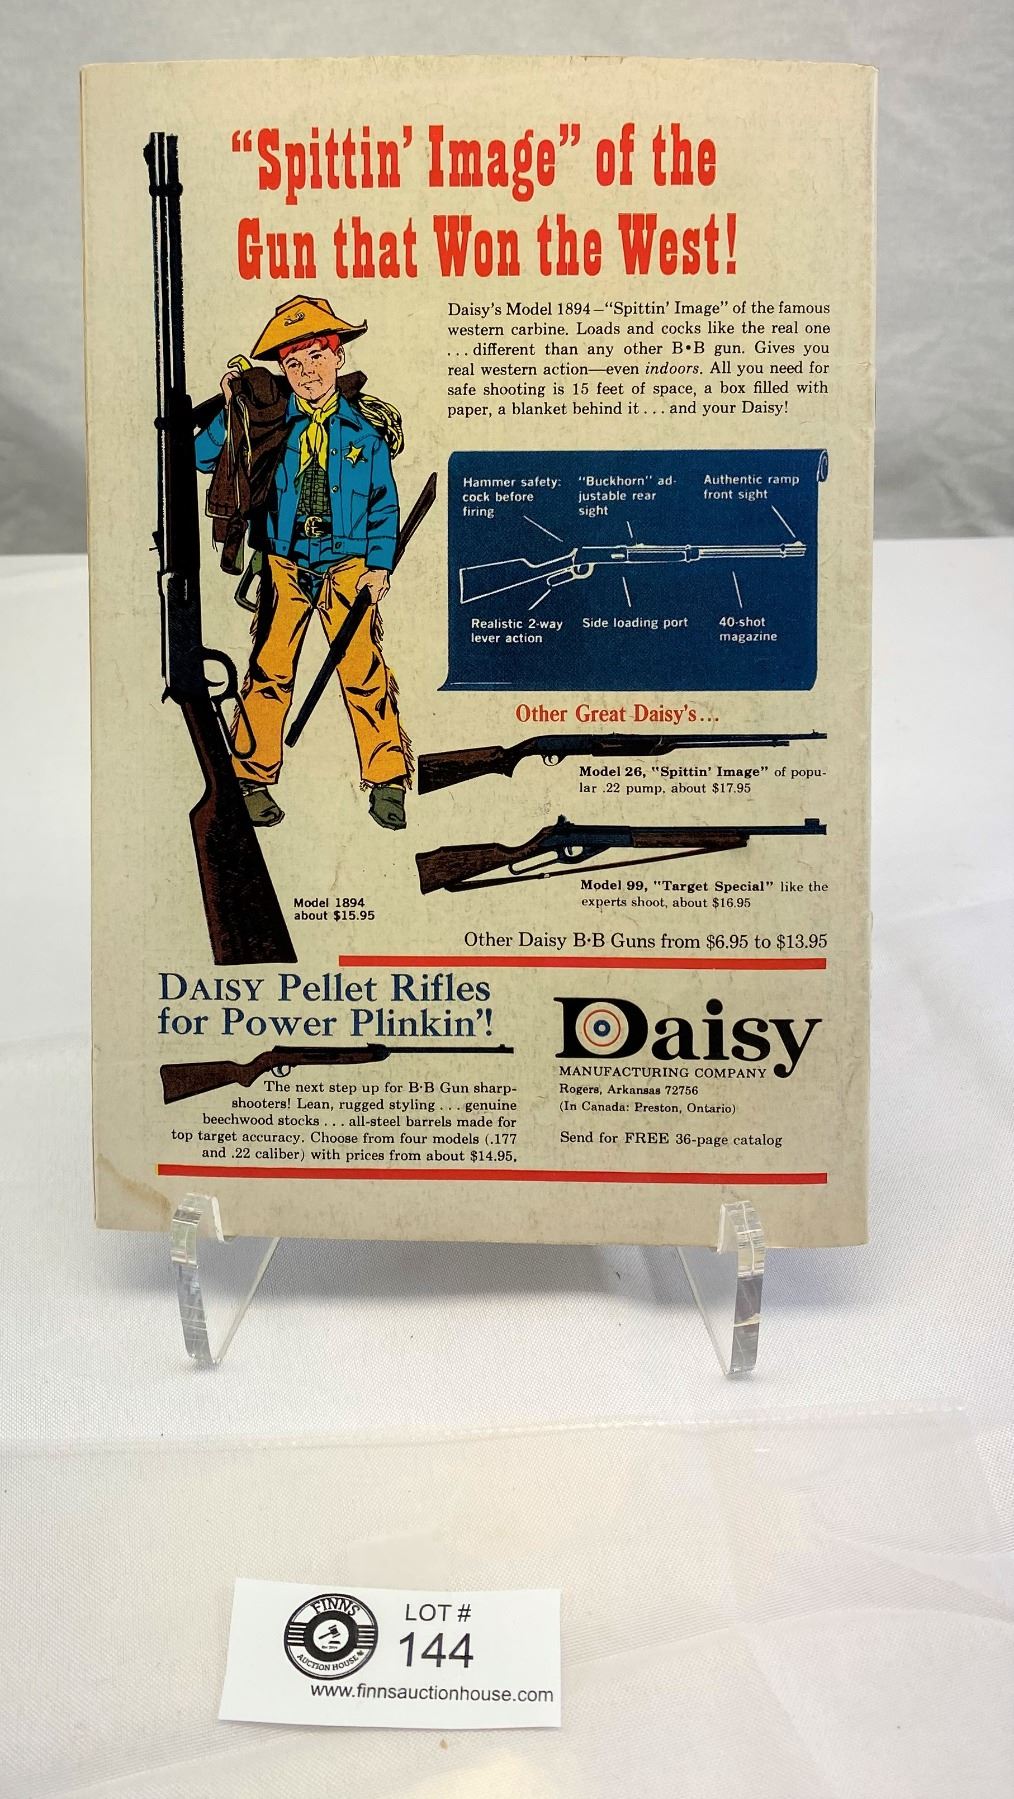 “Spittin’ Image” of the
Gun that Won the West!
Daisy's Model 1894–“Spittin' Image” of the famous
western carbine. Loads and cocks like the real one
...different than any other B•B gun. Gives you
real western action—even indoors. All you need for
safe shooting is 15 feet of space, a box filled with
paper, a blanket behind it...and your Daisy!
Hammer safety:
cock before
firing
"Buckhorn" ad-
justable rear
sight
Authentic ramp
front sight
Realistic 2-way
lever action
Side loading port
40-shot
magazine
Other Great Daisy's...
Model 26, "Spittin' Image" of popu-
lar .22 pump, about $17.95
Model 99, "Target Special" like the
experts shoot, about $16.95
Model 1894
about $15.95
Other Daisy B·B Guns from $6.95 to $13.95
DAISY Pellet Rifles
for Power Plinkin'!
The next step up for B·B Gun sharp-
shooters! Lean, rugged styling...genuine
beechwood stocks...all-steel barrels made for
top target accuracy. Choose from four models (.177
and .22 caliber) with prices from about $14.95.
Daisy
MANUFACTURING COMPANY
Rogers, Arkansas 72756
(In Canada: Preston, Ontario)
Send for FREE 36-page catalog
FINNS
AUCTION HOUSE
LOT #
144
www.finnsauctionhouse.com